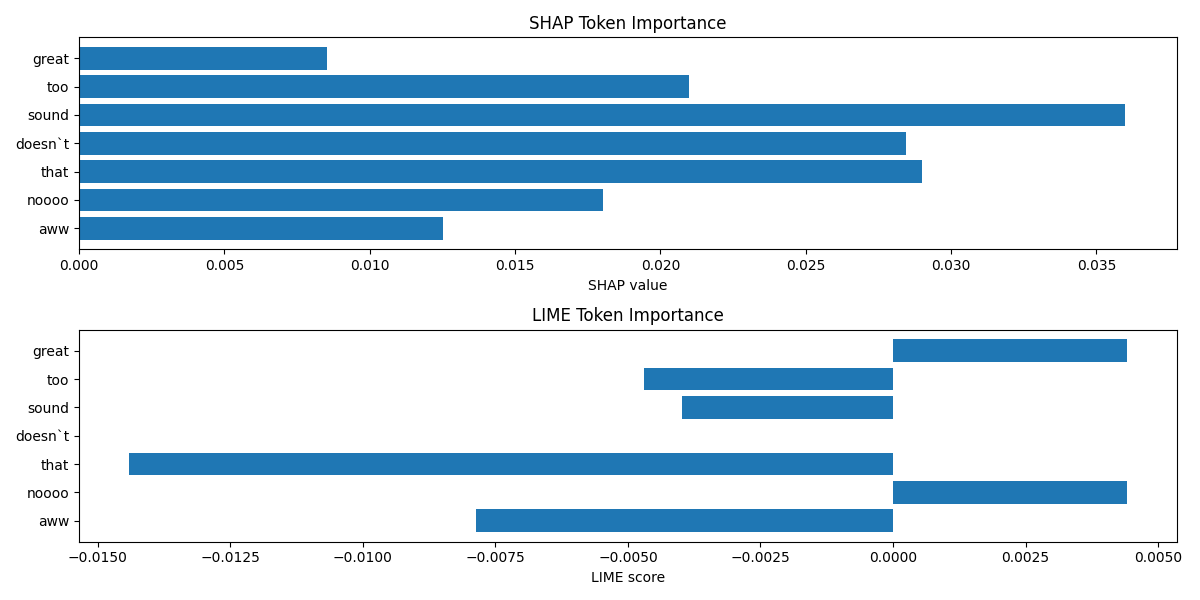 SHAP Token Importance
great
too
sound
doesn`t
that
noooo
aww
0.000 0.005 0.010 0.015 0.020 0.025 0.030 0.035
SHAP value
LIME Token Importance
great
too
sound
doesn`t
that
noooo
aww
−0.0150 −0.0125 −0.0100 −0.0075 −0.0050 −0.0025 0.0000 0.0025 0.0050
LIME score